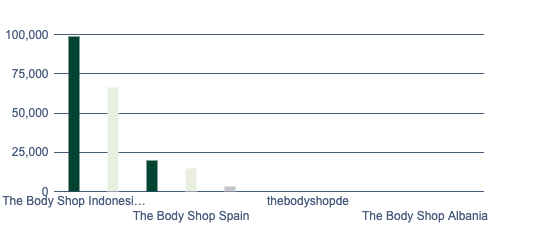 100,000
75,000
50,000
25,000
0
The Body Shop Indonesi...
thebodyshopde
The Body Shop Spain
The Body Shop Albania